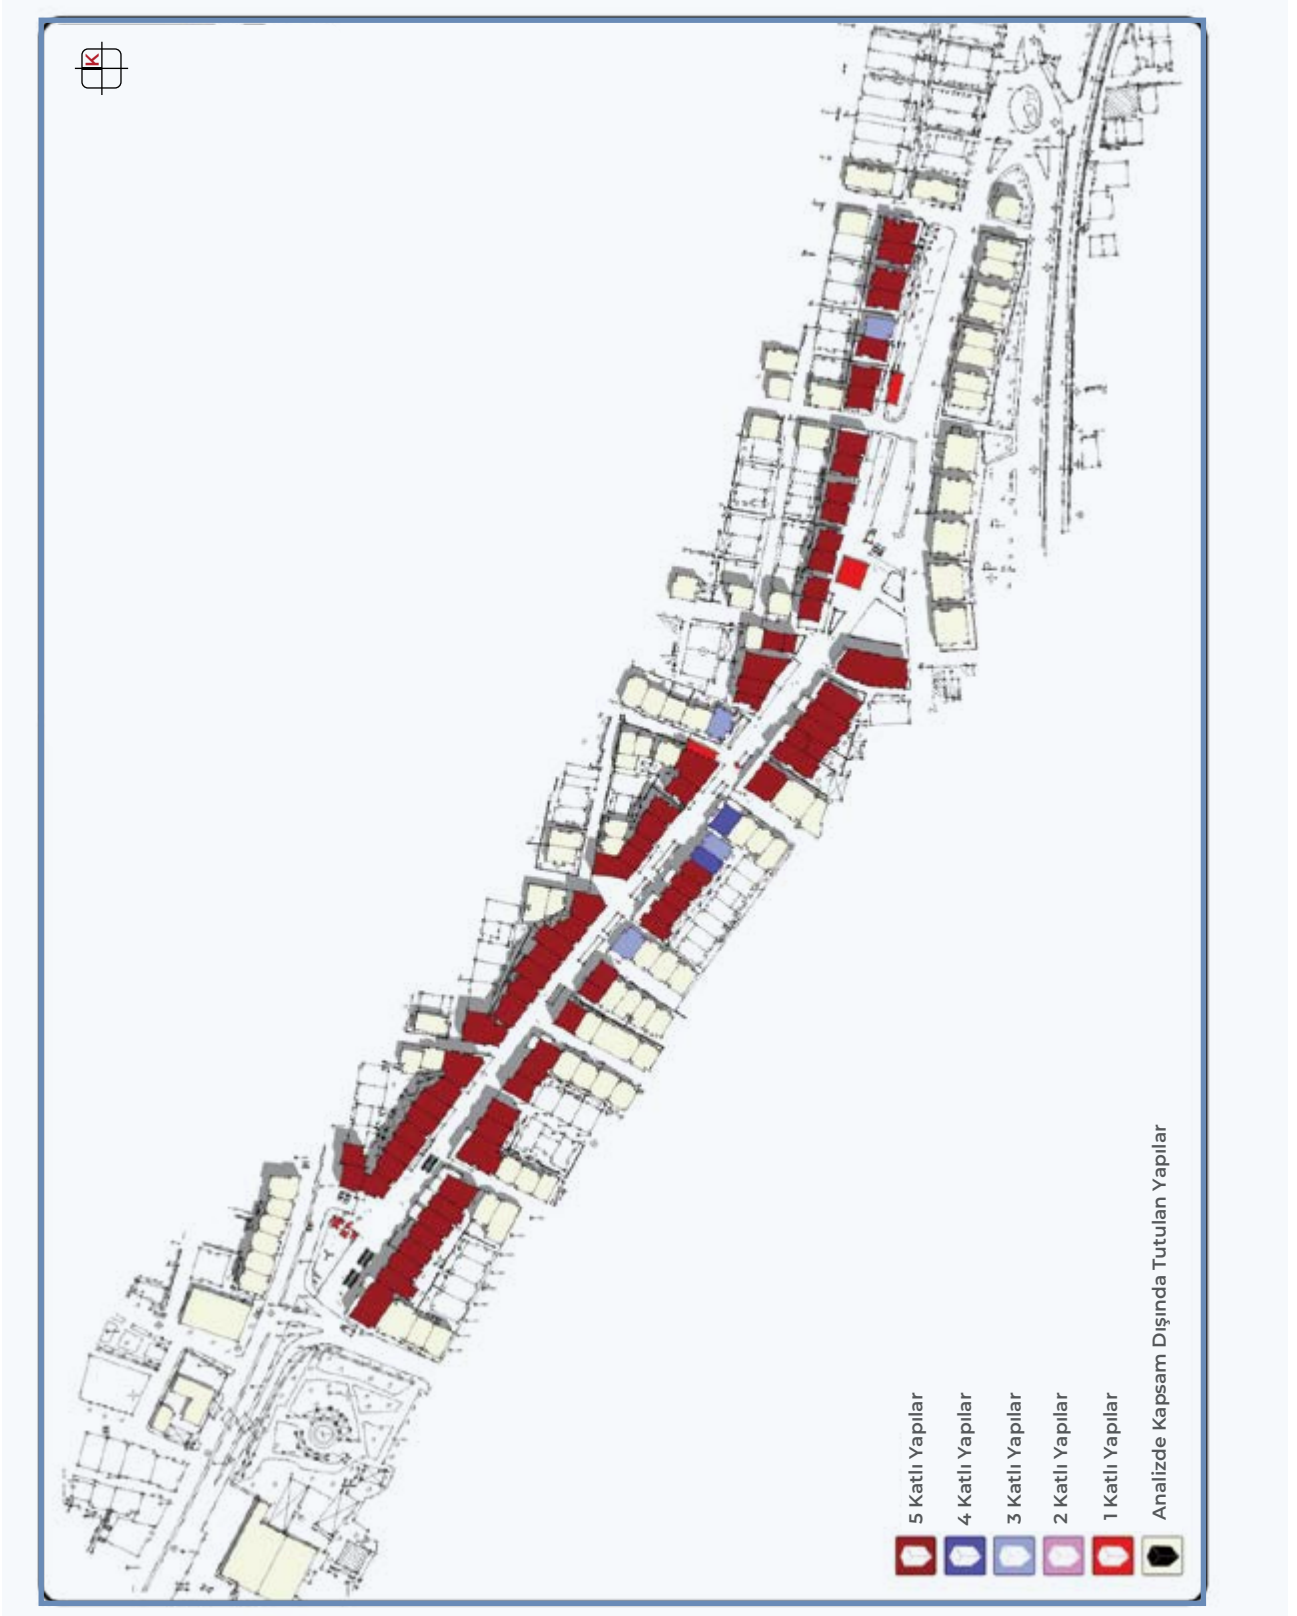 K
5 Katlı Yapılar
4 Katlı Yapılar
3 Katlı Yapılar
2 Katlı Yapılar
1 Katlı Yapılar
Analizde Kapsam Dışında Tutulan Yapılar